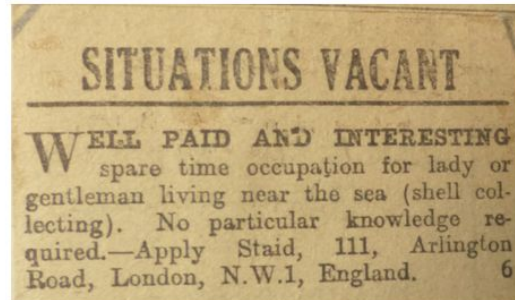 SITUATIONS VACANT
WELL PAID AND INTERESTING
spare time occupation for lady or
gentleman living near the sea (shell col-
lecting). No particular knowledge re-
quired.—Apply Staid, 111, Arlington
Road, London, N.W.1, England. 6